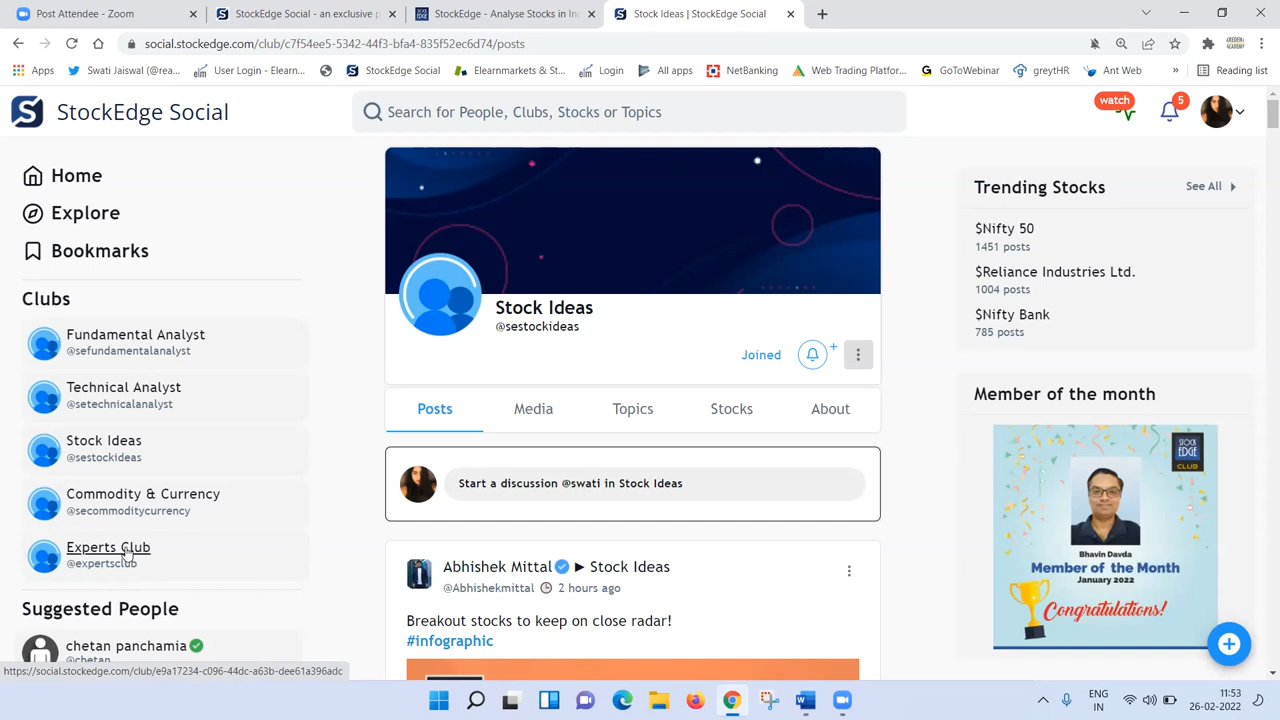 Post Attendee - Zoom
StockEdge Social - an exclusive p
StockEdge - Analyse Stocks in In
Stock Ideas | StockEdge Social
social.stockedge.com/club/c7f54ee5-5342-44f3-bfa4-835f52ec6d74/posts
Apps
Swati Jaiswal (@rea...
User Login - Elearn...
StockEdge Social
Elearnmarkets & St...
Login
All apps
NetBanking
Web Trading Platfor...
GoToWebinar
greytHR
Ant Web
»
Reading list
StockEdge Social
Search for People, Clubs, Stocks or Topics
watch
5
Home
Explore
Bookmarks
Clubs
Fundamental Analyst
@sefundamentalanalyst
Technical Analyst
@setechnicalanalyst
Stock Ideas
@sestockideas
Commodity & Currency
@secommoditycurrency
Experts Club
@expertsclub
Suggested People
chetan panchamia
@chetan
https://social.stockedge.com/club/e9a17234-c096-44dc-a63b-dee61a396adc
Stock Ideas
@sestockideas
Joined
Posts
Media
Topics
Stocks
About
Start a discussion @swati in Stock Ideas
Abhishek Mittal ▶ Stock Ideas
@Abhishekmittal 2 hours ago
Breakout stocks to keep on close radar!
#infographic
Trending Stocks
See All
$Nifty 50
1451 posts
$Reliance Industries Ltd.
1004 posts
$Nifty Bank
785 posts
Member of the month
STOCK
EDGE
CLUB
Bhavin Davda
Member of the Month
January 2022
Congratulations!
ENG
IN
11:53
26-02-2022